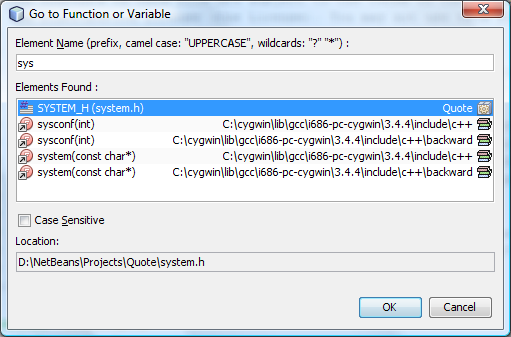 Go to Function or Variable
Element Name (prefix, camel case: "UPPERCASE", wildcards: "?" "*") :
sys
Elements Found :
SYSTEM_H (system.h) Quote
sysconf(int) C:\cygwin\lib\gcc\i686-pc-cygwin\3.4.4\include\c++
sysconf(int) C:\cygwin\lib\gcc\i686-pc-cygwin\3.4.4\include\c++\backward
system(const char*) C:\cygwin\lib\gcc\i686-pc-cygwin\3.4.4\include\c++
system(const char*) C:\cygwin\lib\gcc\i686-pc-cygwin\3.4.4\include\c++\backward
Case Sensitive
Location:
D:\NetBeans\Projects\Quote\system.h
OK Cancel